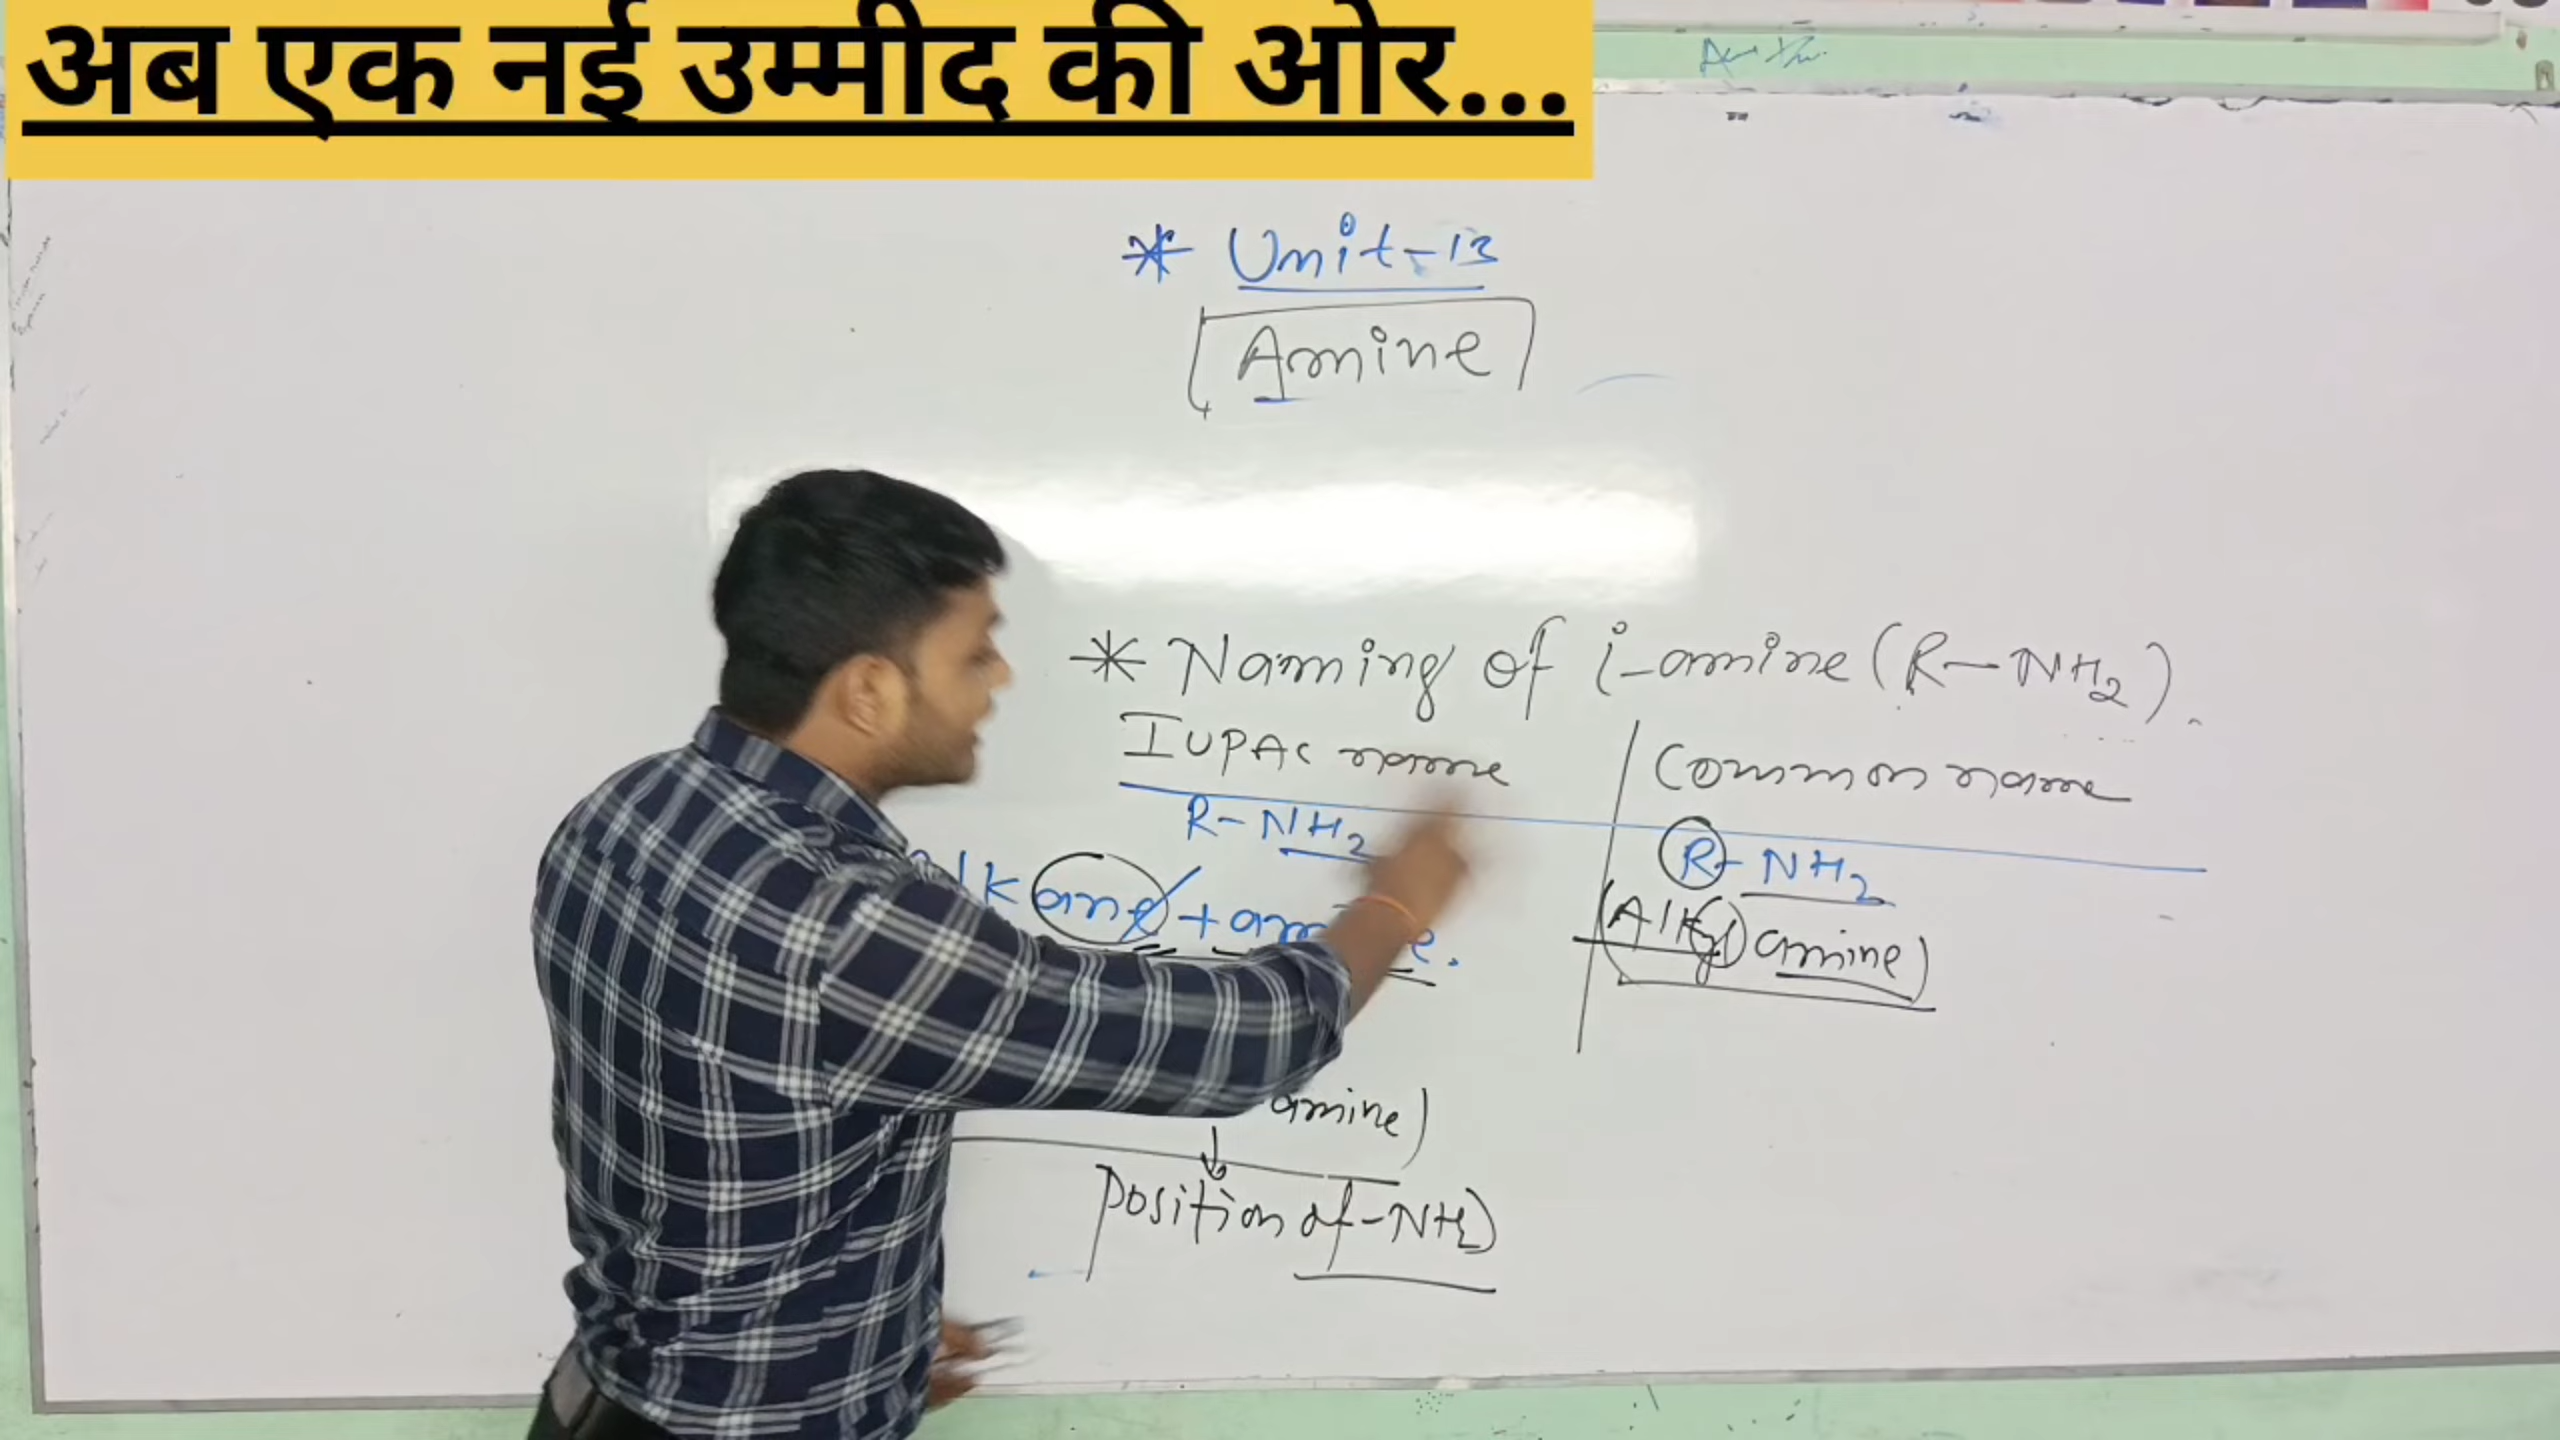 अब एक नई उम्मीद की ओर...
* Unit-13
Amine
* Naming of i-amine (R-NH2).
IUPAC name
Common name
R-NH2
R-NH2
lkane +
(Alkyl amine)
amine)
↓
position of -NH2)